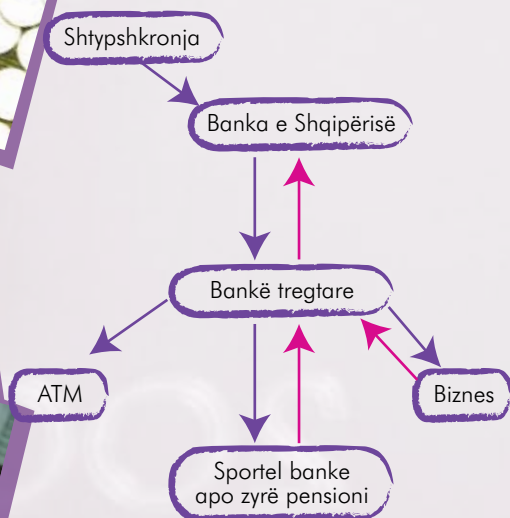 Shtypshkronja
Banka e Shqipërisë
Bankë tregtare
ATM
Biznes
Sportel banke
apo zyrë pensioni